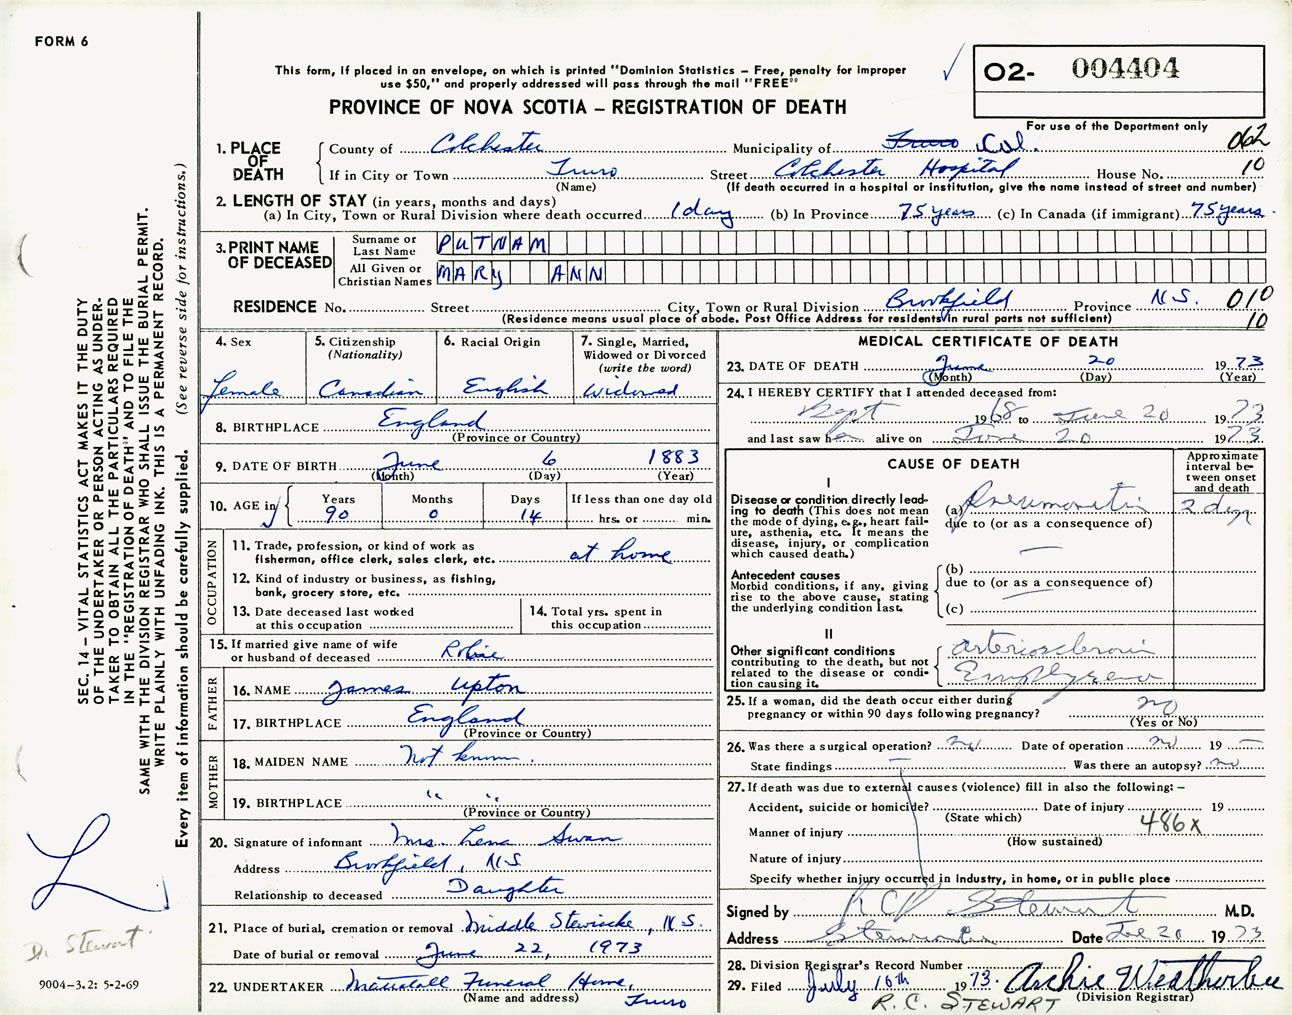 FORM 6
This form, if placed in an envelope, on which is printed "Dominion Statistics – Free, penalty for improper
use $50," and properly addressed will pass through the mail "FREE"
PROVINCE OF NOVA SCOTIA – REGISTRATION OF DEATH
O2- 004404
For use of the Department only
062
10
1. PLACE OF DEATH
County of Colchester Municipality of Truro Col.
If in City or Town Truro Street Colchester Hospital House No.
(Name) (If death occurred in a hospital or institution, give the name instead of street and number)
2. LENGTH OF STAY (in years, months and days)
(a) In City, Town or Rural Division where death occurred 1 day (b) In Province 75 years (c) In Canada (if immigrant) 75 years.
3. PRINT NAME OF DECEASED
Surname or Last Name PUTNAM
All Given or Christian Names MARY ANN
RESIDENCE No. Street City, Town or Rural Division Brookfield Province N.S. 010
10
(Residence means usual place of abode. Post Office Address for residents in rural parts not sufficient)
4. Sex
Female
5. Citizenship
(Nationality)
Canadian
6. Racial Origin
English
7. Single, Married,
Widowed or Divorced
(write the word)
Widowed
8. BIRTHPLACE England
(Province or Country)
9. DATE OF BIRTH June 6 1883
(Month) (Day) (Year)
10. AGE in
Years Months Days If less than one day old
90 0 14 hrs. or min.
OCCUPATION
11. Trade, profession, or kind of work as
fisherman, office clerk, sales clerk, etc. at home
12. Kind of industry or business, as fishing,
bank, grocery store, etc.
13. Date deceased last worked
at this occupation
14. Total yrs. spent in
this occupation
15. If married give name of wife
or husband of deceased Robie
FATHER
16. NAME James Upton
17. BIRTHPLACE England
(Province or Country)
MOTHER
18. MAIDEN NAME Not known.
19. BIRTHPLACE " "
(Province or Country)
20. Signature of informant Mrs. Lena Swan
Address Brookfield, N.S.
Relationship to deceased Daughter
21. Place of burial, cremation or removal Middle Stewiacke, N.S.
Date of burial or removal June 22, 1973
22. UNDERTAKER Mattatall Funeral Home,
(Name and address) Truro
MEDICAL CERTIFICATE OF DEATH
23. DATE OF DEATH June 20 1973
(Month) (Day) (Year)
24. I HEREBY CERTIFY that I attended deceased from:
Sept 1968 to June 20 1973
and last saw her alive on June 20 1973
CAUSE OF DEATH
Approximate
interval be-
tween onset
and death
I
Disease or condition directly lead-
ing to death (This does not mean
the mode of dying, e.g., heart fail-
ure, asthenia, etc. It means the
disease, injury, or complication
which caused death.)
(a) Pneumonitis 2 days
due to (or as a consequence of)
Antecedent causes
Morbid conditions, if any, giving
rise to the above cause, stating
the underlying condition last.
(b)
due to (or as a consequence of)
(c)
II
Other significant conditions
contributing to the death, but not
related to the disease or condi-
tion causing it.
arteriosclerosis
Emphysema
25. If a woman, did the death occur either during
pregnancy or within 90 days following pregnancy? no
(Yes or No)
26. Was there a surgical operation? no Date of operation no 19 —
State findings — Was there an autopsy? no
27. If death was due to external causes (violence) fill in also the following: –
Accident, suicide or homicide? Date of injury 19
(State which)
486X
Manner of injury
(How sustained)
Nature of injury
Specify whether injury occurred in industry, in home, or in public place
Signed by R C Stewart M.D.
Address Stewiacke Date June 20 1973
28. Division Registrar's Record Number
29. Filed July 16th 1973. Archie Weatherbee
(Division Registrar)
R. C. STEWART
SEC. 14 – VITAL STATISTICS ACT MAKES IT THE DUTY
OF THE UNDERTAKER OR PERSON ACTING AS UNDER-
TAKER TO OBTAIN ALL THE PARTICULARS REQUIRED
IN THE "REGISTRATION OF DEATH" AND TO FILE THE
SAME WITH THE DIVISION REGISTRAR WHO SHALL ISSUE THE BURIAL PERMIT.
WRITE PLAINLY WITH UNFADING INK. THIS IS A PERMANENT RECORD.
Every item of information should be carefully supplied. (See reverse side for instructions.)
L
Dr. Stewart
9004-3.2: 5-2-69